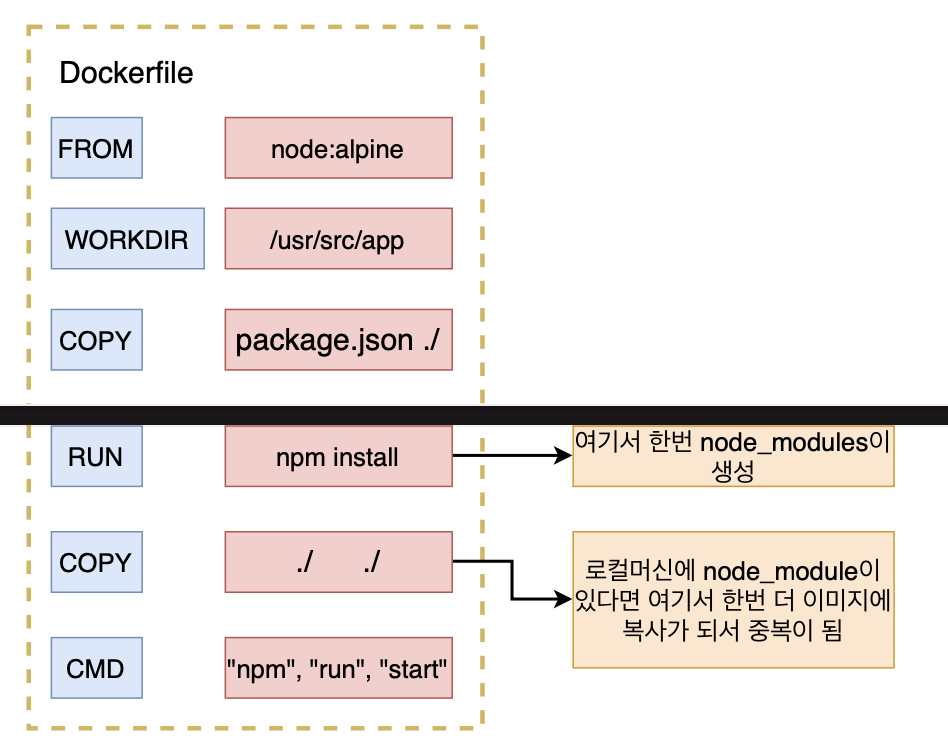 Dockerfile
FROM node:alpine
WORKDIR /usr/src/app
COPY package.json ./
RUN npm install
여기서 한번 node_modules이
생성
COPY ./ ./
로컬머신에 node_module이
있다면 여기서 한번 더 이미지에
복사가 되서 중복이 됨
CMD "npm", "run", "start"